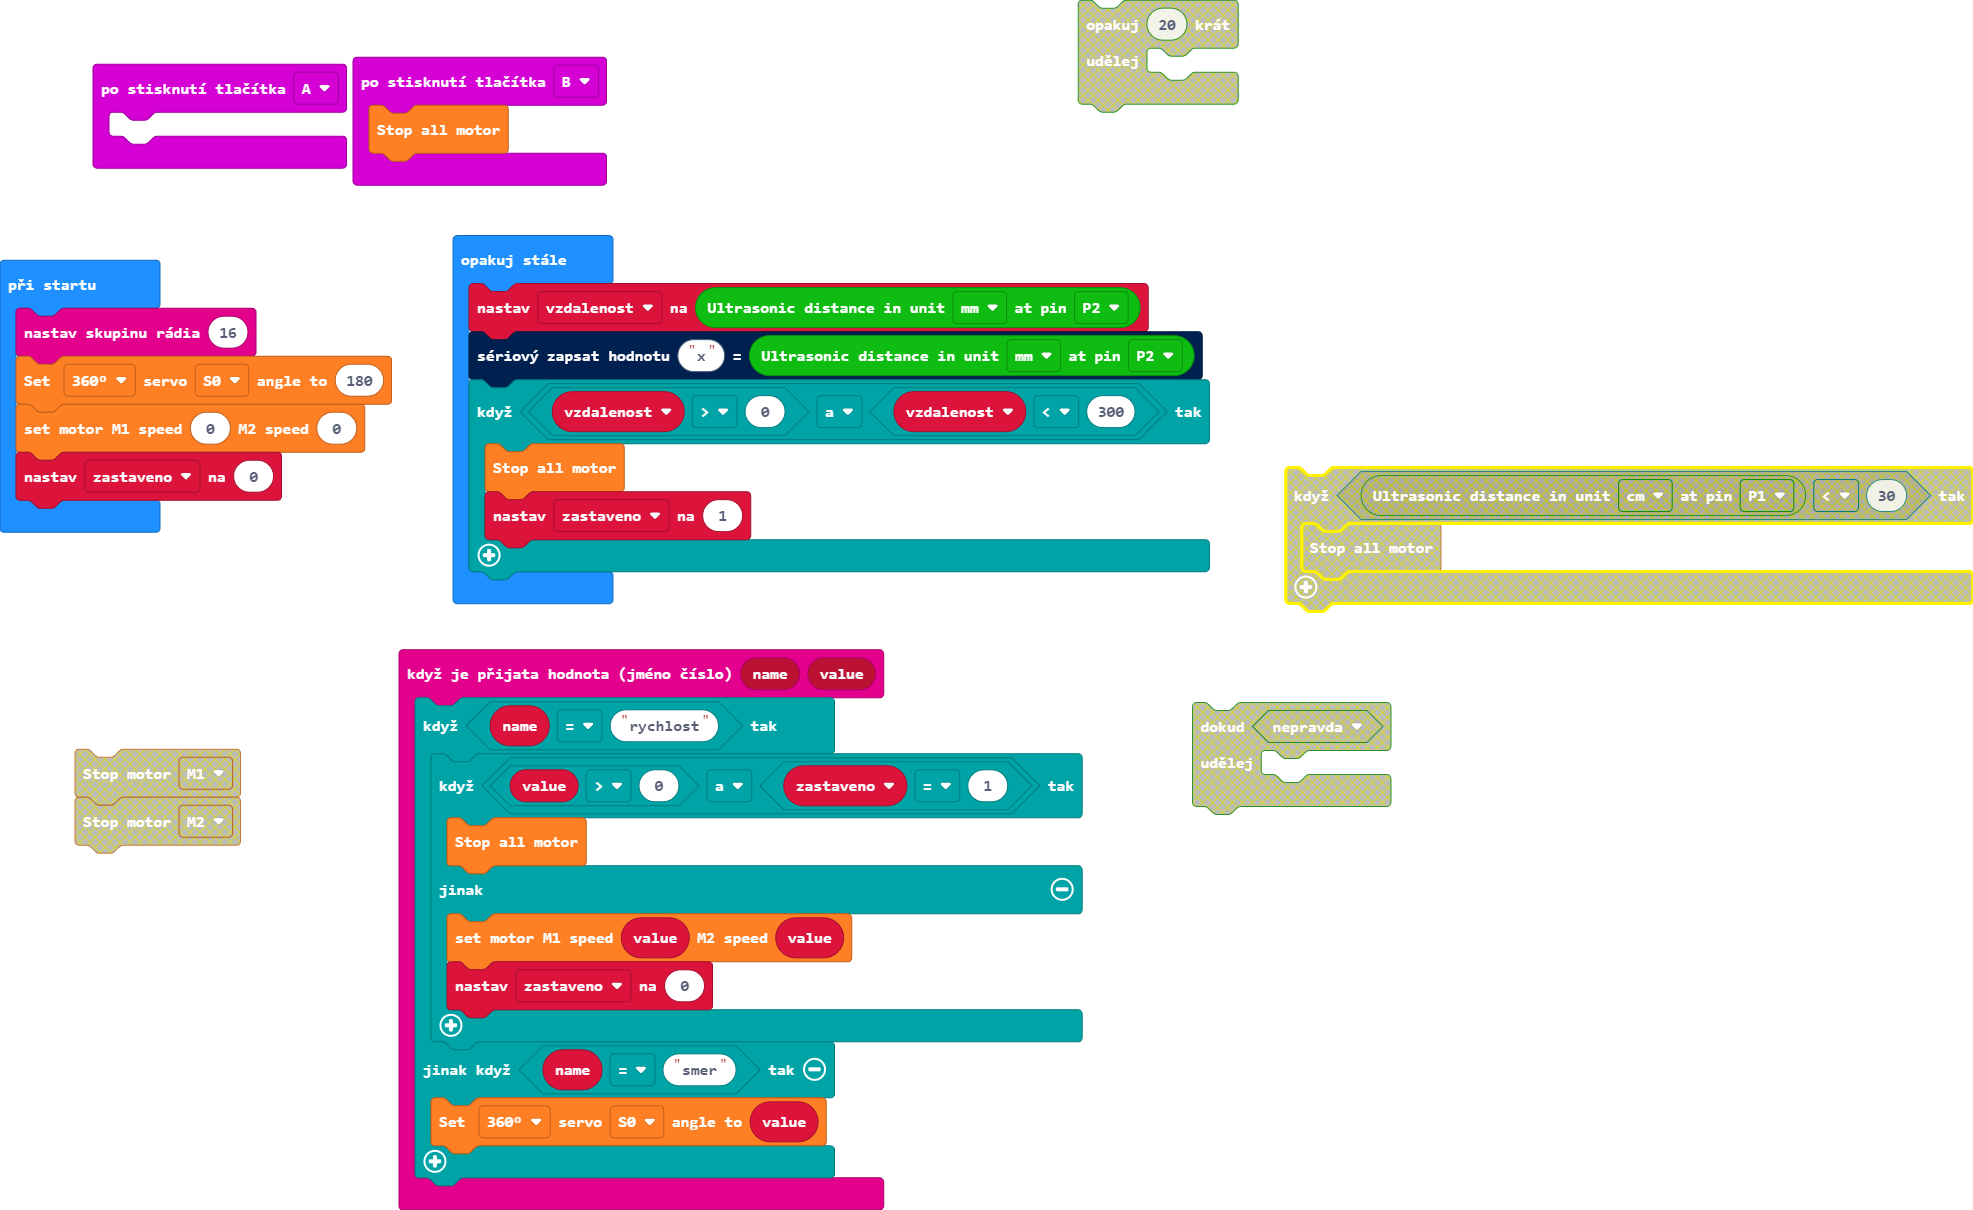 opakuj 20 krát
udělej
po stisknutí tlačítka A
po stisknutí tlačítka B
Stop all motor
při startu
nastav skupinu rádia 16
Set 360º servo S0 angle to 180
set motor M1 speed 0 M2 speed 0
nastav zastaveno na 0
opakuj stále
nastav vzdalenost na Ultrasonic distance in unit mm at pin P2
sériový zapsat hodnotu "x" = Ultrasonic distance in unit mm at pin P2
když vzdalenost > 0 a vzdalenost < 300 tak
Stop all motor
nastav zastaveno na 1
když Ultrasonic distance in unit cm at pin P1 < 30 tak
Stop all motor
když je přijata hodnota (jméno číslo) name value
když name = "rychlost" tak
když value > 0 a zastaveno = 1 tak
Stop all motor
jinak
set motor M1 speed value M2 speed value
nastav zastaveno na 0
jinak když name = "smer" tak
Set 360º servo S0 angle to value
dokud nepravda
udělej
Stop motor M1
Stop motor M2